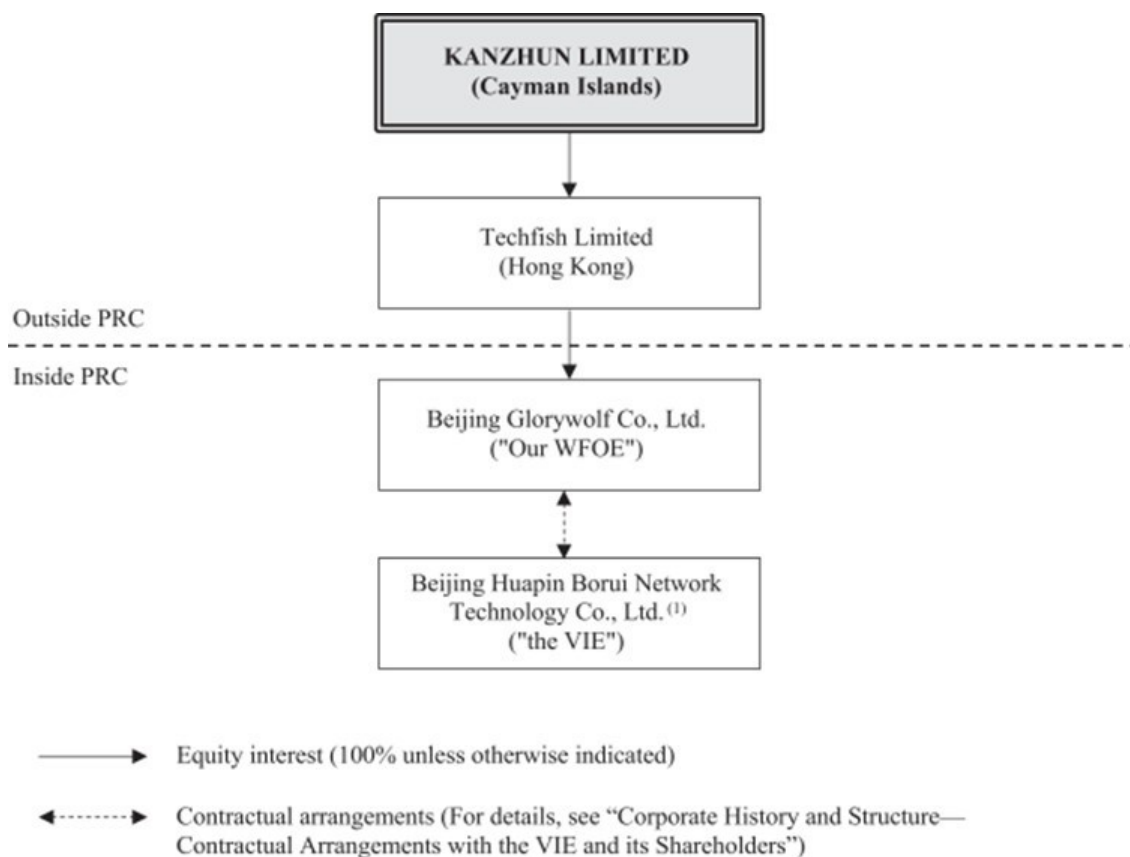 KANZHUN LIMITED
(Cayman Islands)
Techfish Limited
(Hong Kong)
Outside PRC
Inside PRC
Beijing Glorywolf Co., Ltd.
("Our WFOE")
Beijing Huapin Borui Network
Technology Co., Ltd. (1)
("the VIE")
Equity interest (100% unless otherwise indicated)
Contractual arrangements (For details, see “Corporate History and Structure—
Contractual Arrangements with the VIE and its Shareholders”)